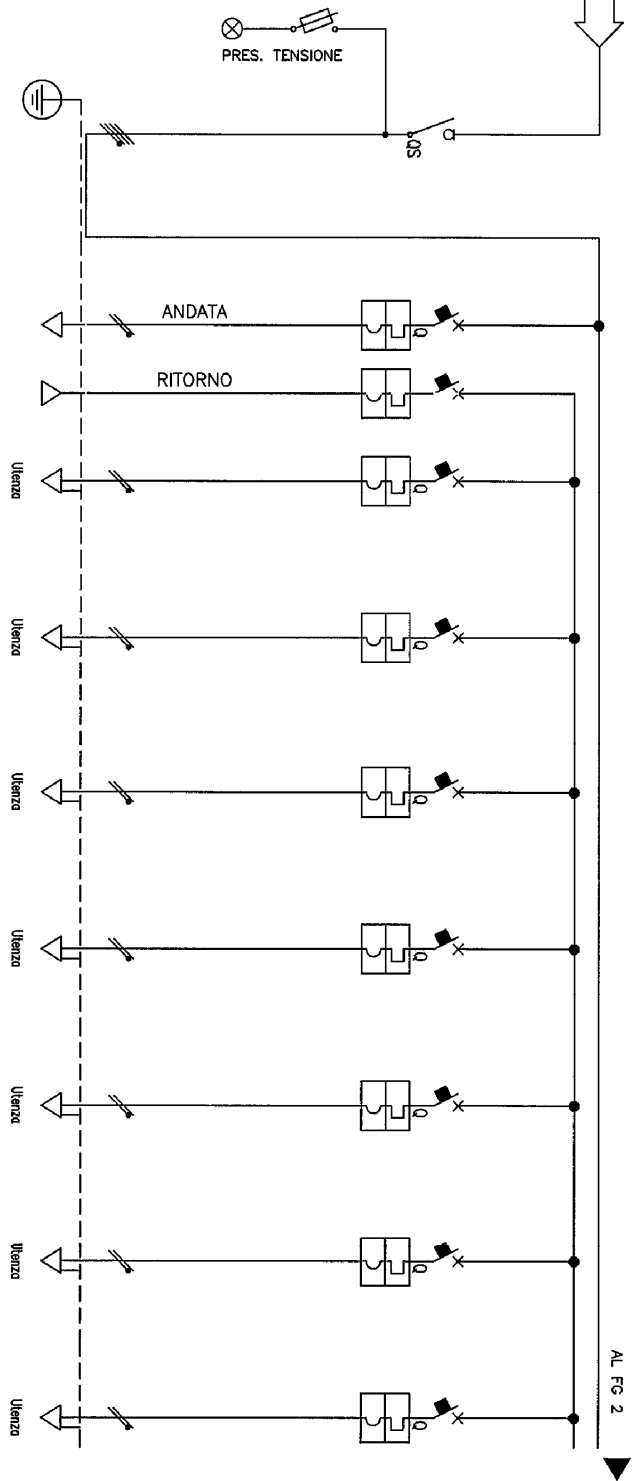 PRES. TENSIONE
QS
ANDATA
Q
RITORNO
Q
Utenza
Q
Utenza
Q
Utenza
Q
Utenza
Q
Utenza
Q
Utenza
Q
Utenza
AL FG 2